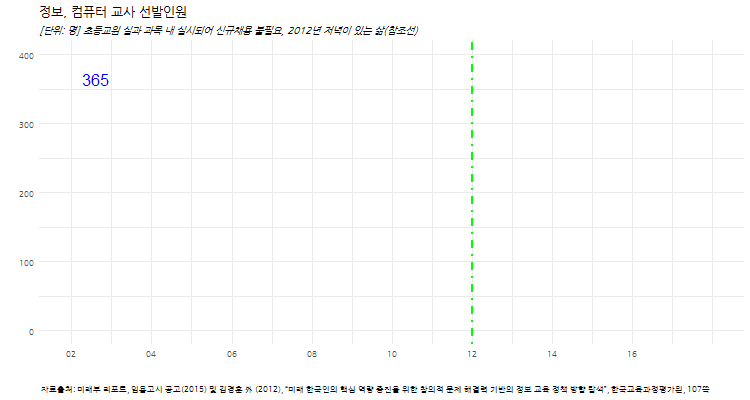 정보, 컴퓨터 교사 선발인원
[단위: 명] 초등교원 실과 과목 내 실시되어 신규채용 불필요, 2012년 저녁이 있는 삶(참조선)
400
365
300
200
100
0
02 04 06 08 10 12 14 16
자료출처: 미래부 리포트, 임용고시 공고(2015) 및 김경훈 外 (2012), "미래 한국인의 핵심 역량 증진을 위한 창의적 문제 해결력 기반의 정보 교육 정책 방향 탐색", 한국교육과정평가원, 107쪽